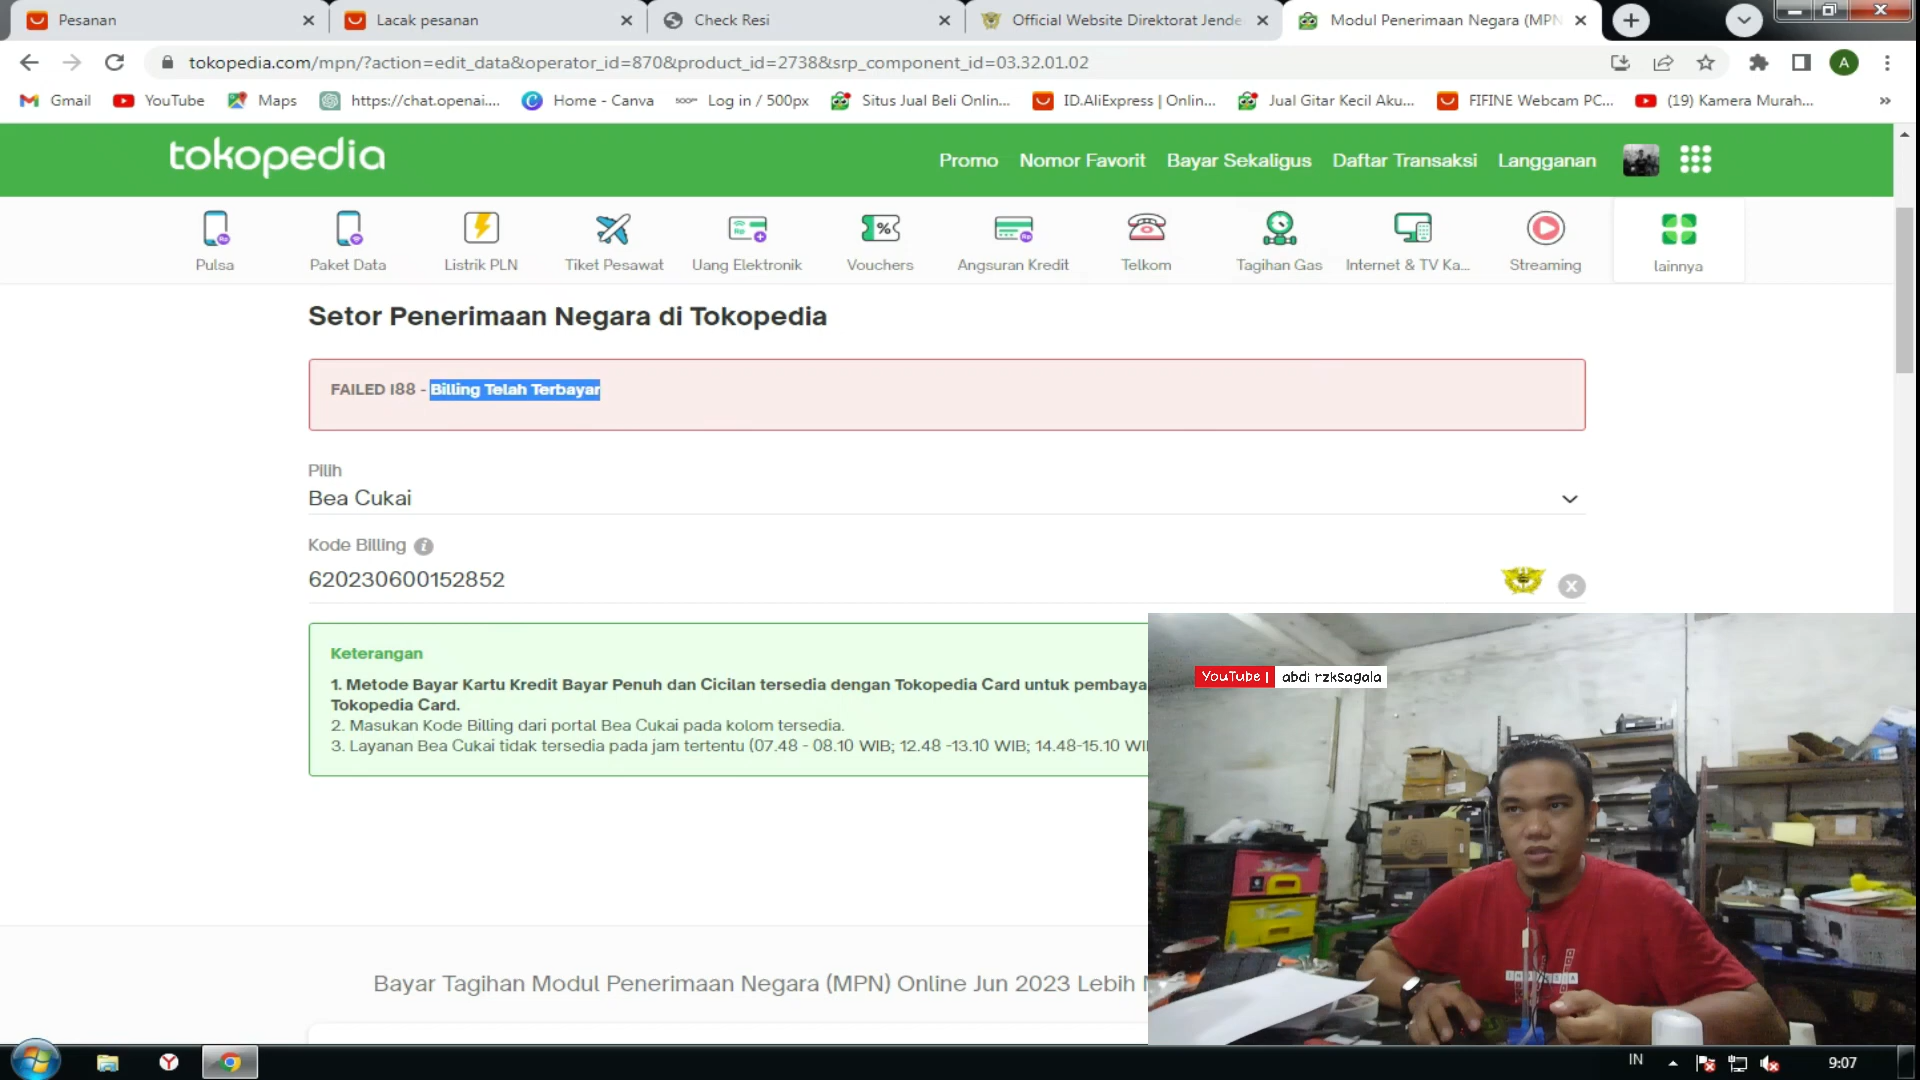 Pesanan
Lacak pesanan
Check Resi
Official Website Direktorat Jende
Modul Penerimaan Negara (MPN
tokopedia.com/mpn/?action=edit_data&operator_id=870&product_id=2738&srp_component_id=03.32.01.02
A
Gmail
YouTube
Maps
https://chat.openai....
Home - Canva
Log in / 500px
Situs Jual Beli Onlin...
ID.AliExpress | Onlin...
Jual Gitar Kecil Aku...
FIFINE Webcam PC...
(19) Kamera Murah...
»
tokopedia
Promo
Nomor Favorit
Bayar Sekaligus
Daftar Transaksi
Langganan
Pulsa
Paket Data
Listrik PLN
Tiket Pesawat
Uang Elektronik
Vouchers
Angsuran Kredit
Telkom
Tagihan Gas
Internet & TV Ka...
Streaming
lainnya
Setor Penerimaan Negara di Tokopedia
FAILED I88 - Billing Telah Terbayar
Pilih
Bea Cukai
Kode Billing
620230600152852
Keterangan
1. Metode Bayar Kartu Kredit Bayar Penuh dan Cicilan tersedia dengan Tokopedia Card untuk pembaya
Tokopedia Card.
2. Masukan Kode Billing dari portal Bea Cukai pada kolom tersedia.
3. Layanan Bea Cukai tidak tersedia pada jam tertentu (07.48 - 08.10 WIB; 12.48 -13.10 WIB; 14.48-15.10 WI
YouTube | abdi rzksagala
INDONESIA
Bayar Tagihan Modul Penerimaan Negara (MPN) Online Jun 2023 Lebih
IN
9:07